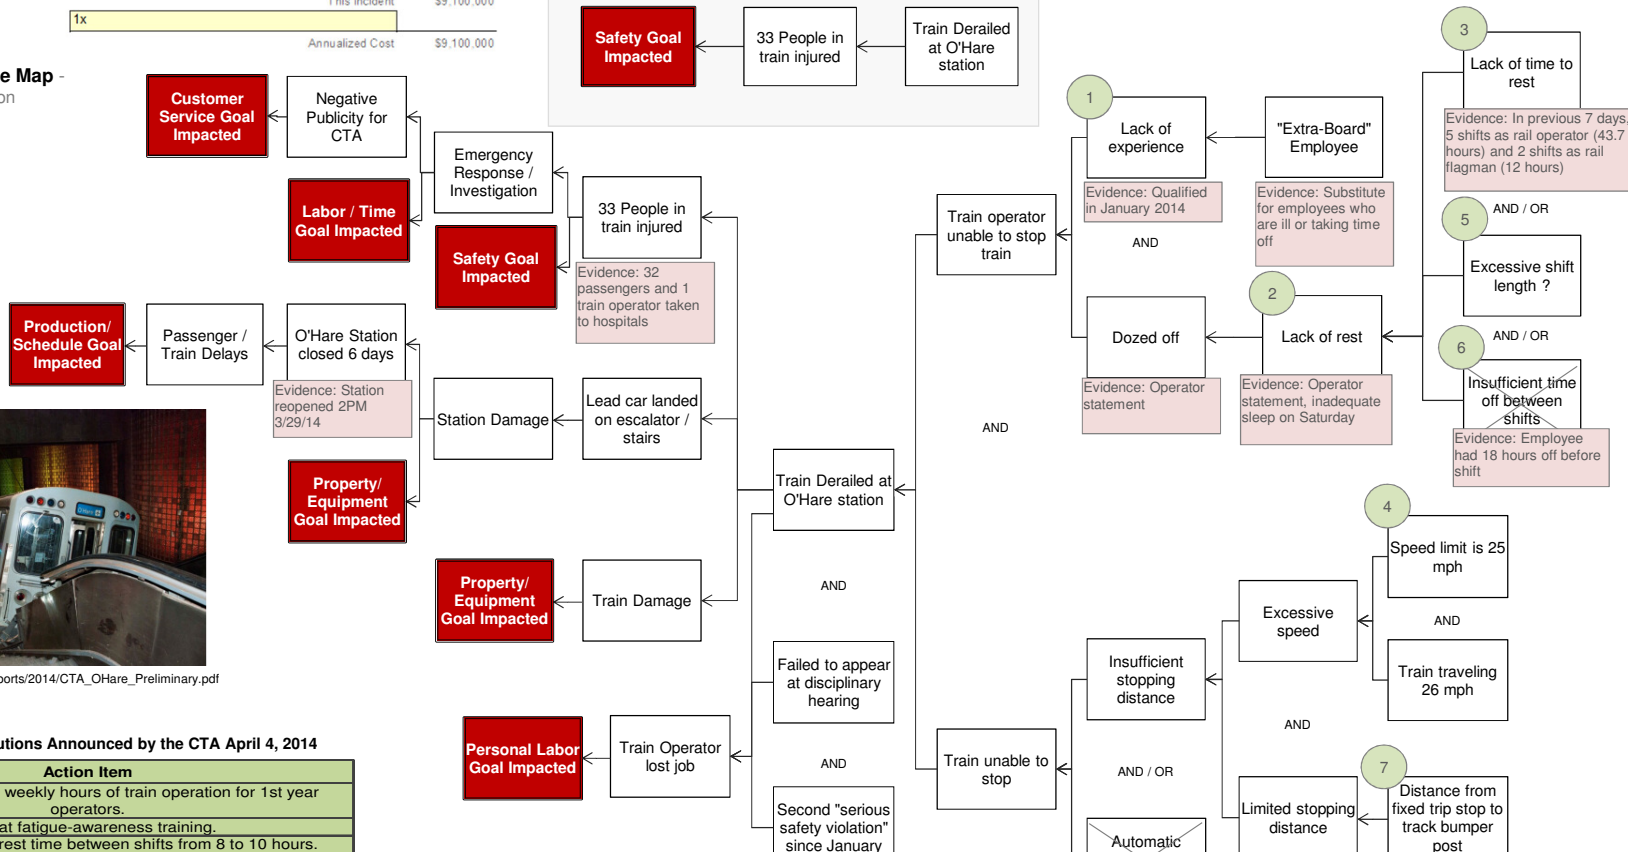 This Incident $9,100,000
1x
Annualized Cost $9,100,000
e Map -
on
Safety Goal
Impacted
33 People in
train injured
Train Derailed
at O'Hare
station
Customer
Service Goal
Impacted
Negative
Publicity for
CTA
Emergency
Response /
Investigation
Labor / Time
Goal Impacted
33 People in
train injured
Safety Goal
Impacted
Evidence: 32
passengers and 1
train operator taken
to hospitals
Production/
Schedule Goal
Impacted
Passenger /
Train Delays
O'Hare Station
closed 6 days
Evidence: Station
reopened 2PM
3/29/14
Station Damage
Lead car landed
on escalator /
stairs
Property/
Equipment
Goal Impacted
Property/
Equipment
Goal Impacted
Train Damage
Train Derailed at
O'Hare station
AND
Failed to appear
at disciplinary
hearing
AND
Second "serious
safety violation"
since January
Personal Labor
Goal Impacted
Train Operator
lost job
1
Lack of
experience
Evidence: Qualified
in January 2014
"Extra-Board"
Employee
Evidence: Substitute
for employees who
are ill or taking time
off
Train operator
unable to stop
train
AND
Dozed off
Evidence: Operator
statement
2
Lack of rest
Evidence: Operator
statement, inadequate
sleep on Saturday
3
Lack of time to
rest
Evidence: In previous 7 days,
5 shifts as rail operator (43.7
hours) and 2 shifts as rail
flagman (12 hours)
AND / OR
5
Excessive shift
length ?
AND / OR
6
Insufficient time
off between
shifts
Evidence: Employee
had 18 hours off before
shift
AND
4
Speed limit is 25
mph
AND
Train traveling
26 mph
Excessive
speed
Insufficient
stopping
distance
AND
Train unable to
stop
AND / OR
Limited stopping
distance
7
Distance from
fixed trip stop to
track bumper
post
Automatic
ports/2014/CTA_OHare_Preliminary.pdf
utions Announced by the CTA April 4, 2014
Action Item
weekly hours of train operation for 1st year
operators.
at fatigue-awareness training.
rest time between shifts from 8 to 10 hours.